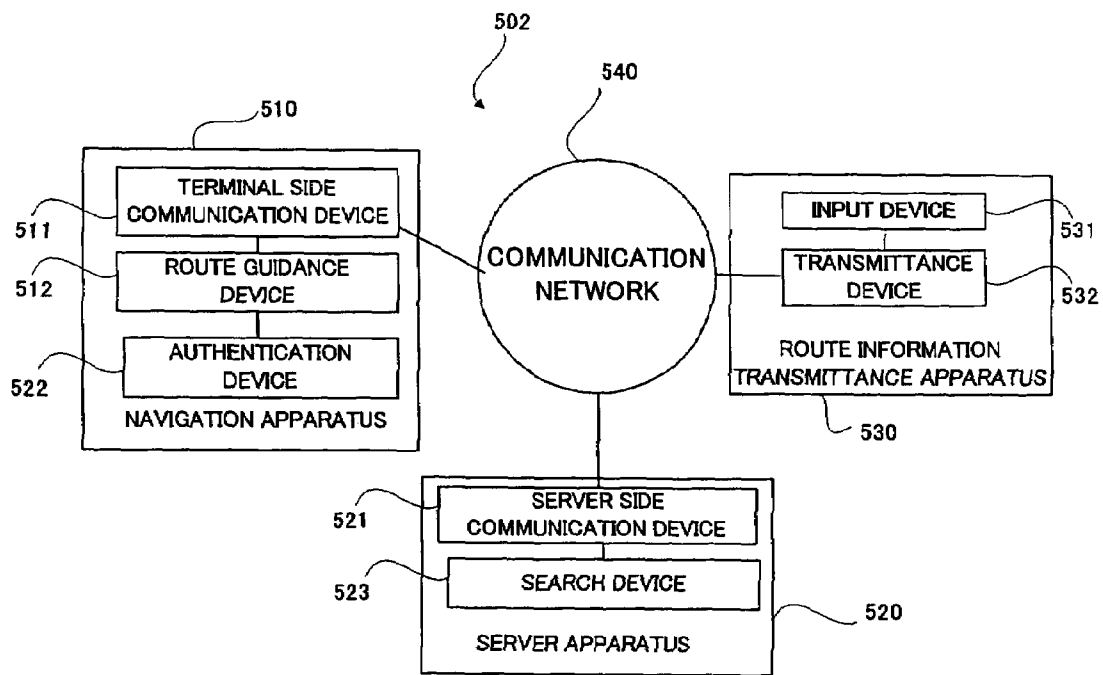 502
540
510
TERMINAL SIDE
COMMUNICATION DEVICE
511
ROUTE GUIDANCE
DEVICE
512
AUTHENTICATION
DEVICE
522
NAVIGATION APPARATUS
COMMUNICATION
NETWORK
INPUT DEVICE
531
TRANSMITTANCE
DEVICE
532
ROUTE INFORMATION
TRANSMITTANCE APPARATUS
530
SERVER SIDE
COMMUNICATION DEVICE
521
SEARCH DEVICE
523
SERVER APPARATUS
520